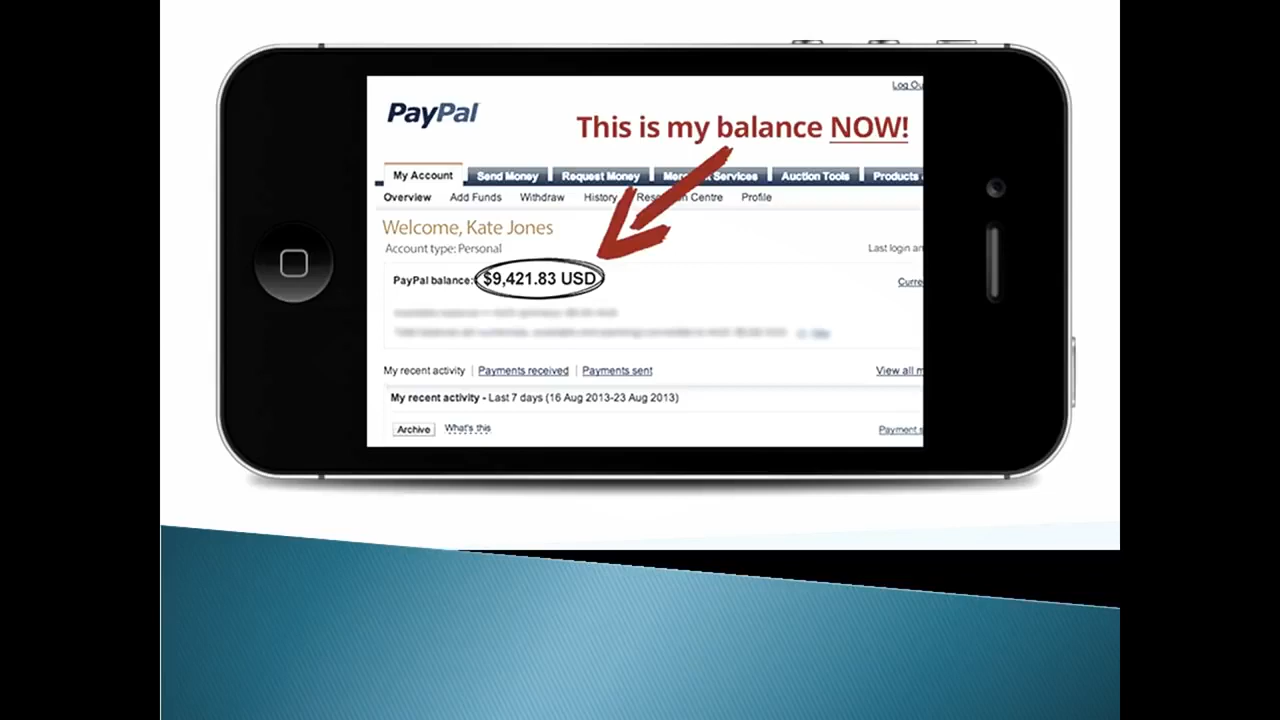 Log Ou
PayPal
This is my balance NOW!
My Account Send Money Request Money Services Auction Tools Products
Overview Add Funds Withdraw History Centre Profile
Welcome, Kate Jones
Account type: Personal Last login an
PayPal balance: $9,421.83 USD Curre
My recent activity | Payments received | Payments sent View all m
My recent activity - Last 7 days (16 Aug 2013-23 Aug 2013)
Archive What's this Payment s